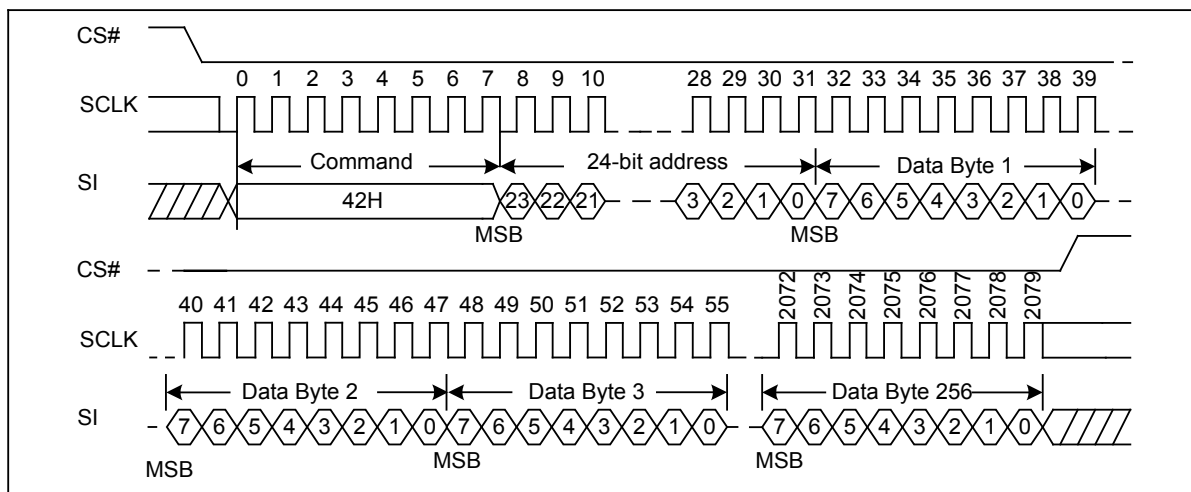 CS#
0 1 2 3 4 5 6 7 8 9 10 28 29 30 31 32 33 34 35 36 37 38 39
SCLK
Command 24-bit address Data Byte 1
SI
42H 23 22 21 3 2 1 0 7 6 5 4 3 2 1 0
MSB MSB
CS#
40 41 42 43 44 45 46 47 48 49 50 51 52 53 54 55 2072 2073 2074 2075 2076 2077 2078 2079
SCLK
Data Byte 2 Data Byte 3 Data Byte 256
SI
7 6 5 4 3 2 1 0 7 6 5 4 3 2 1 0 7 6 5 4 3 2 1 0
MSB MSB MSB